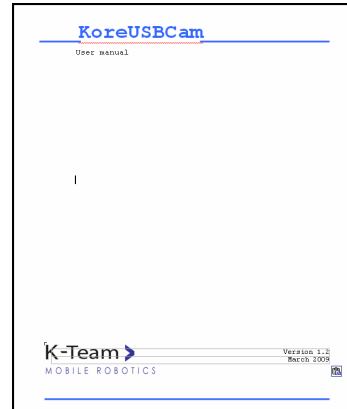 KoreUSBCam
User manual
K-Team
MOBILE ROBOTICS
Version 1.2
March 2009